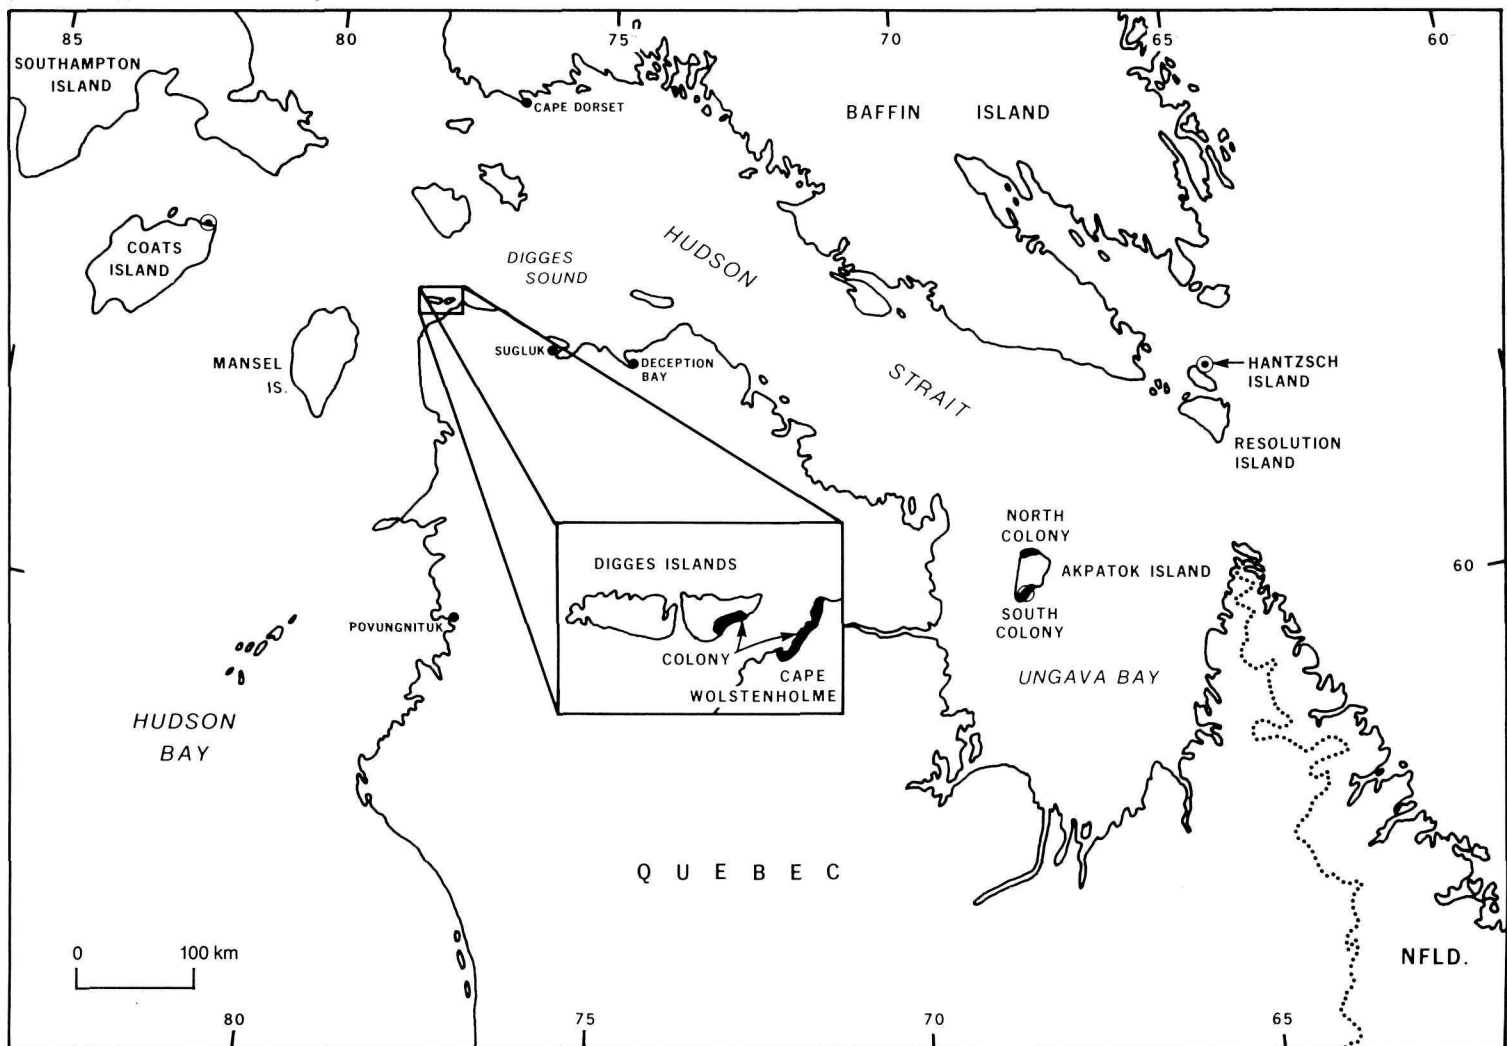 85
80
75
70
65
60
SOUTHAMPTON
ISLAND
CAPE DORSET
BAFFIN ISLAND
COATS
ISLAND
DIGGES
SOUND
HUDSON
STRAIT
MANSEL
IS.
SUGLUK
DECEPTION
BAY
HANTZSCH
ISLAND
RESOLUTION
ISLAND
NORTH
COLONY
AKPATOK ISLAND
SOUTH
COLONY
60
DIGGES ISLANDS
COLONY
CAPE
WOLSTENHOLME
POVUNGNITUK
UNGAVA BAY
HUDSON
BAY
QUEBEC
NFLD.
0 100 km
80
75
70
65